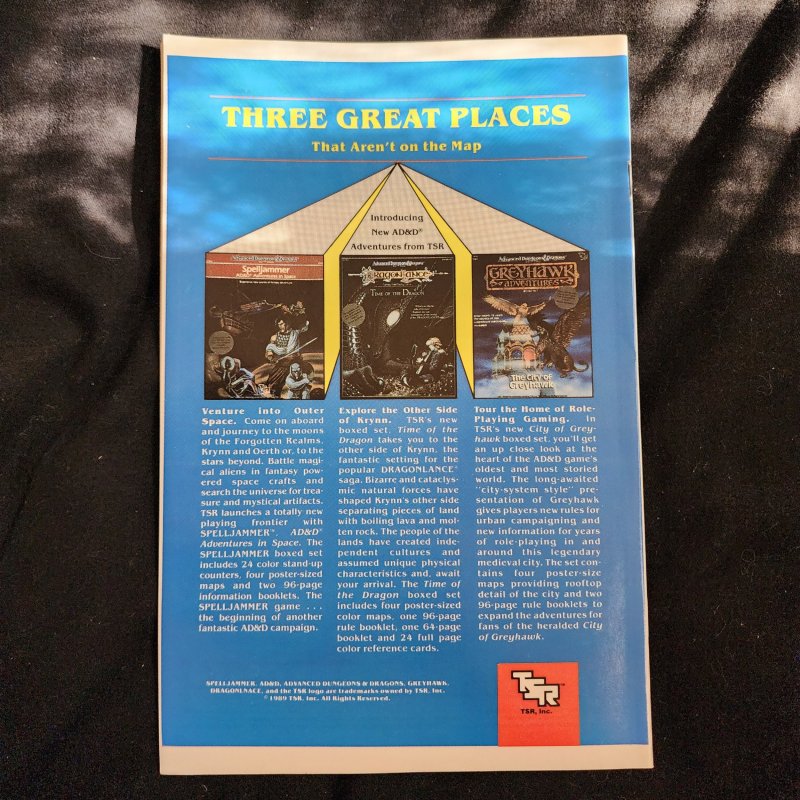 THREE GREAT PLACES
That Aren't on the Map
Introducing
New AD&D®
Adventures from TSR
Advanced Dungeons & Dragons
Spelljammer
AD&D® Adventures in Space
Advanced Dungeons & Dragons
DRAGONLANCE
TIME OF THE DRAGON
Advanced Dungeons & Dragons
GREYHAWK
ADVENTURES
The City of
Greyhawk
Venture into Outer
Space. Come on aboard
and journey to the moons
of the Forgotten Realms,
Krynn and Oerth or, to the
stars beyond. Battle magi-
cal aliens in fantasy pow-
ered space crafts and
search the universe for trea-
sure and mystical artifacts.
TSR launches a totally new
playing frontier with
SPELLJAMMER™, AD&D®
Adventures in Space. The
SPELLJAMMER boxed set
includes 24 color stand-up
counters, four poster-sized
maps and two 96-page
information booklets. The
SPELLJAMMER game . . .
the beginning of another
fantastic AD&D campaign.
Explore the Other Side
of Krynn. TSR's new
boxed set, Time of the
Dragon takes you to the
other side of Krynn, the
fantastic setting for the
popular DRAGONLANCE®
saga. Bizarre and cataclys-
mic natural forces have
shaped Krynn's other side
separating pieces of land
with boiling lava and mol-
ten rock. The people of the
lands have created inde-
pendent cultures and
assumed unique physical
characteristics and, await
your arrival. The Time of
the Dragon boxed set
includes four poster-sized
color maps, one 96-page
rule booklet, one 64-page
booklet and 24 full page
color reference cards.
Tour the Home of Role-
Playing Gaming. In
TSR's new City of Grey-
hawk boxed set, you'll get
an up close look at the
heart of the AD&D game's
oldest and most storied
world. The long-awaited
"city-system style" pre-
sentation of Greyhawk
gives players new rules for
urban campaigning and
new information for years
of role-playing in and
around this legendary
medieval city. The set con-
tains four poster-size
maps providing rooftop
detail of the city and two
96-page rule booklets to
expand the adventures for
fans of the heralded City
of Greyhawk.
SPELLJAMMER, AD&D, ADVANCED DUNGEONS & DRAGONS, GREYHAWK,
DRAGONLNACE, and the TSR logo are trademarks owned by TSR, Inc.
© 1989 TSR, Inc. All Rights Reserved.
TSR™
TSR, Inc.